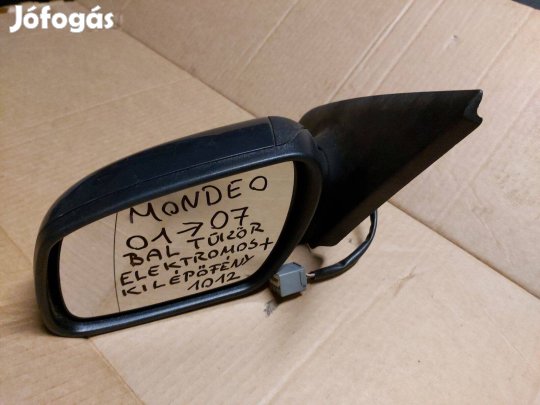 Jófogás
MONDEO
01→07
BAL TÜKÖR
ELEKTROMOS+
KILÉPŐFÉNY
1012